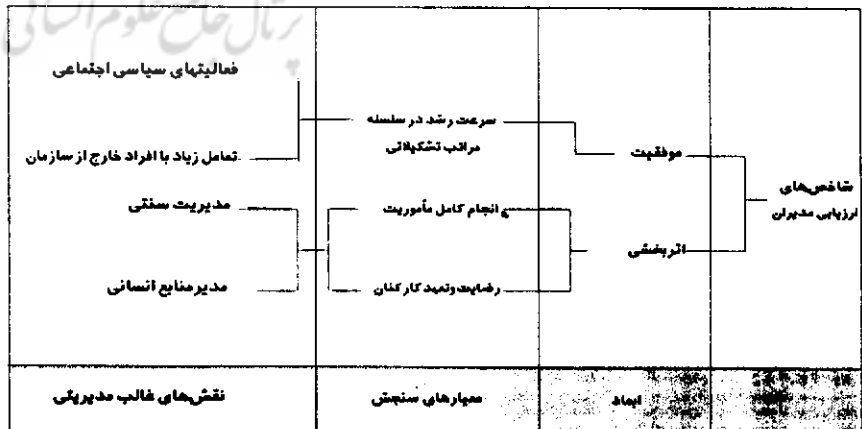 پرتال جامع علوم انسانی
شاخص‌های
ارزیابی مدیران
موفقیت
اثربخشی
سرعت رشد در سلسله
مراتب تشکیلاتی
انجام کامل مأموریت
رضایت وتعهد کارکنان
فعالیتهای سیاسی اجتماعی
تعامل زیاد با افراد خارج از سازمان
مدیریت سنتی
مدیر منابع انسانی
ابعاد
معیارهای سنجش
نقش‌های غالب مدیریتی